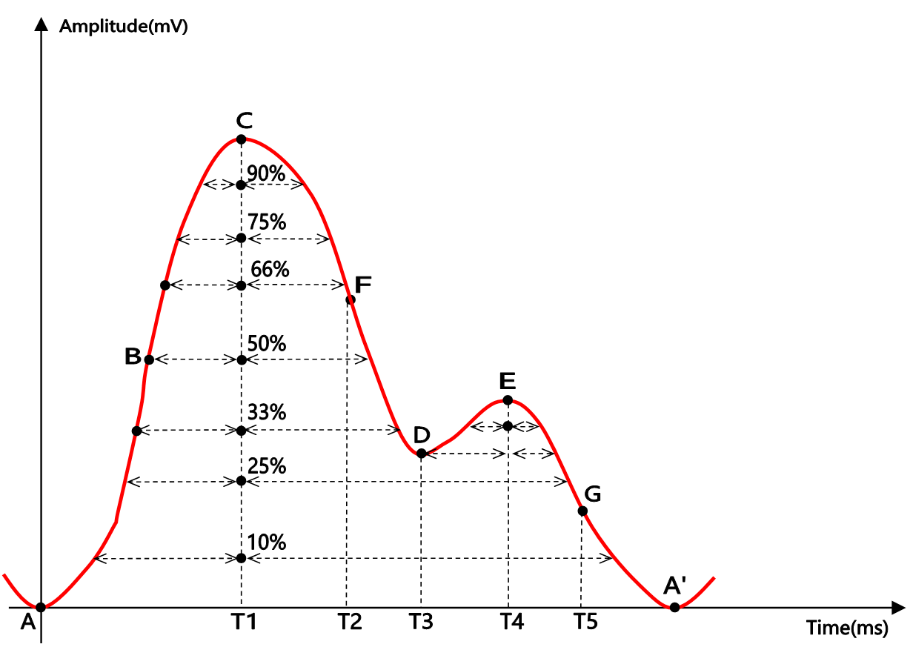 Amplitude(mV)
C
90%
75%
66%
F
B
50%
E
33%
D
25%
G
10%
A'
A
T1
T2
T3
T4
T5
Time(ms)